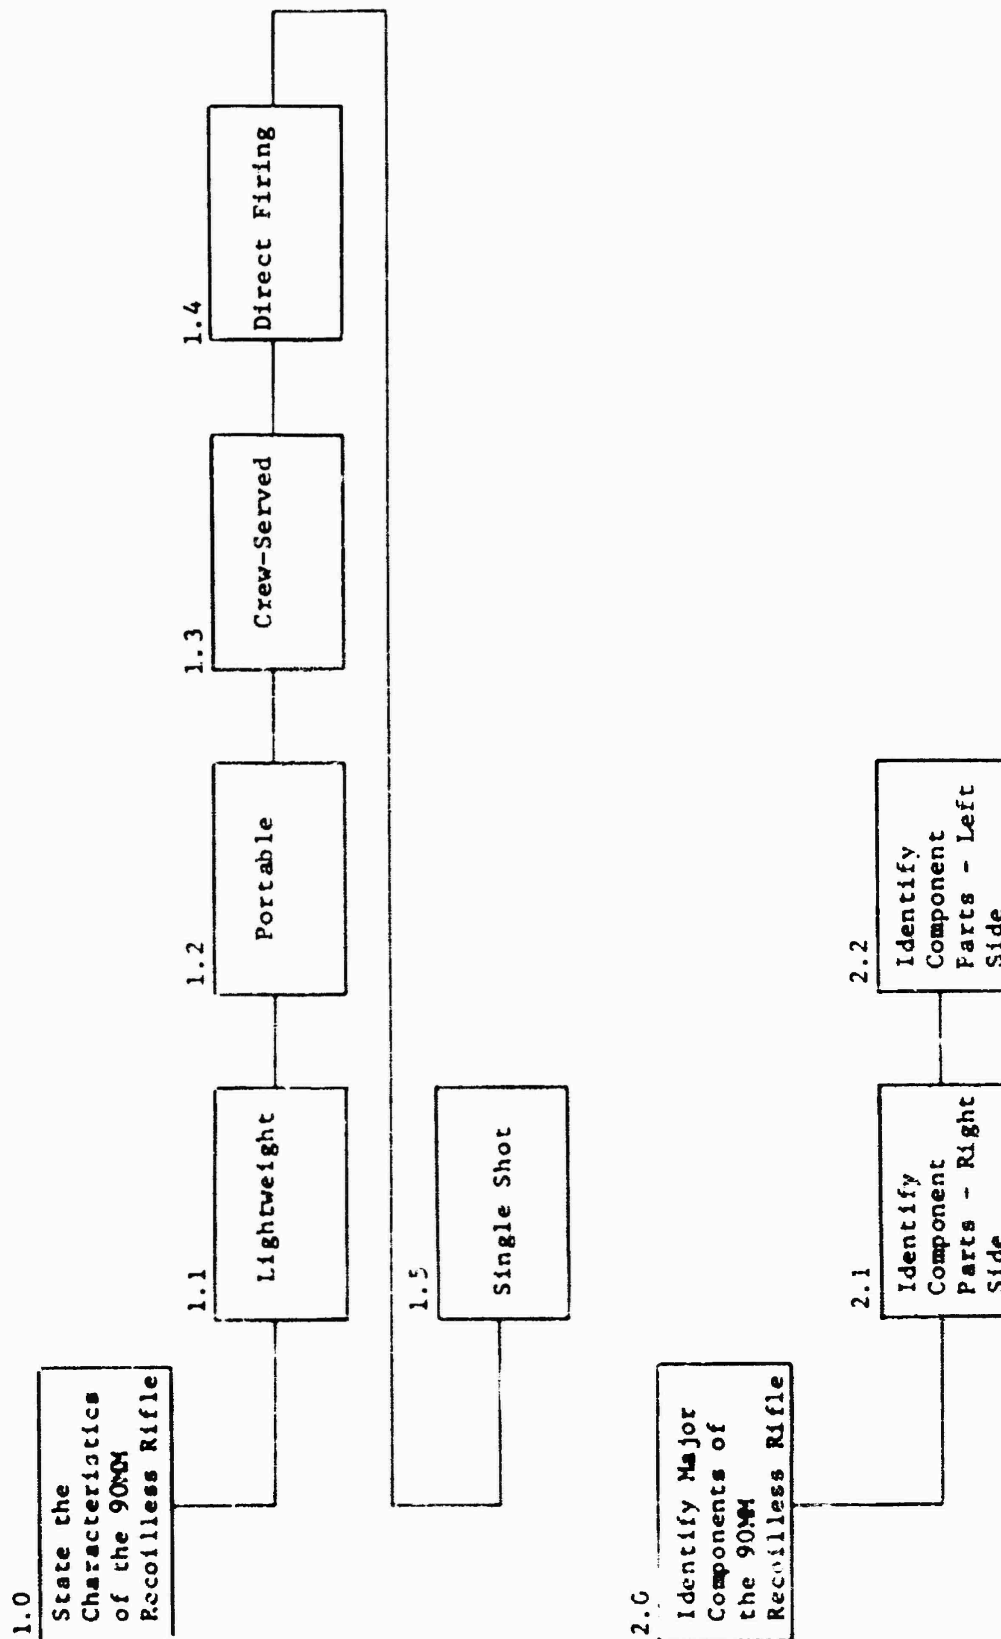 1.0
State the
Characteristics
of the 90MM
Recoilless Rifle
1.1
Lightweight
1.2
Portable
1.3
Crew-Served
1.4
Direct Firing
1.5
Single Shot
2.0
Identify Major
Components of
the 90MM
Recoilless Rifle
2.1
Identify
Component
Parts - Right
Side
2.2
Identify
Component
Parts - Left
Side